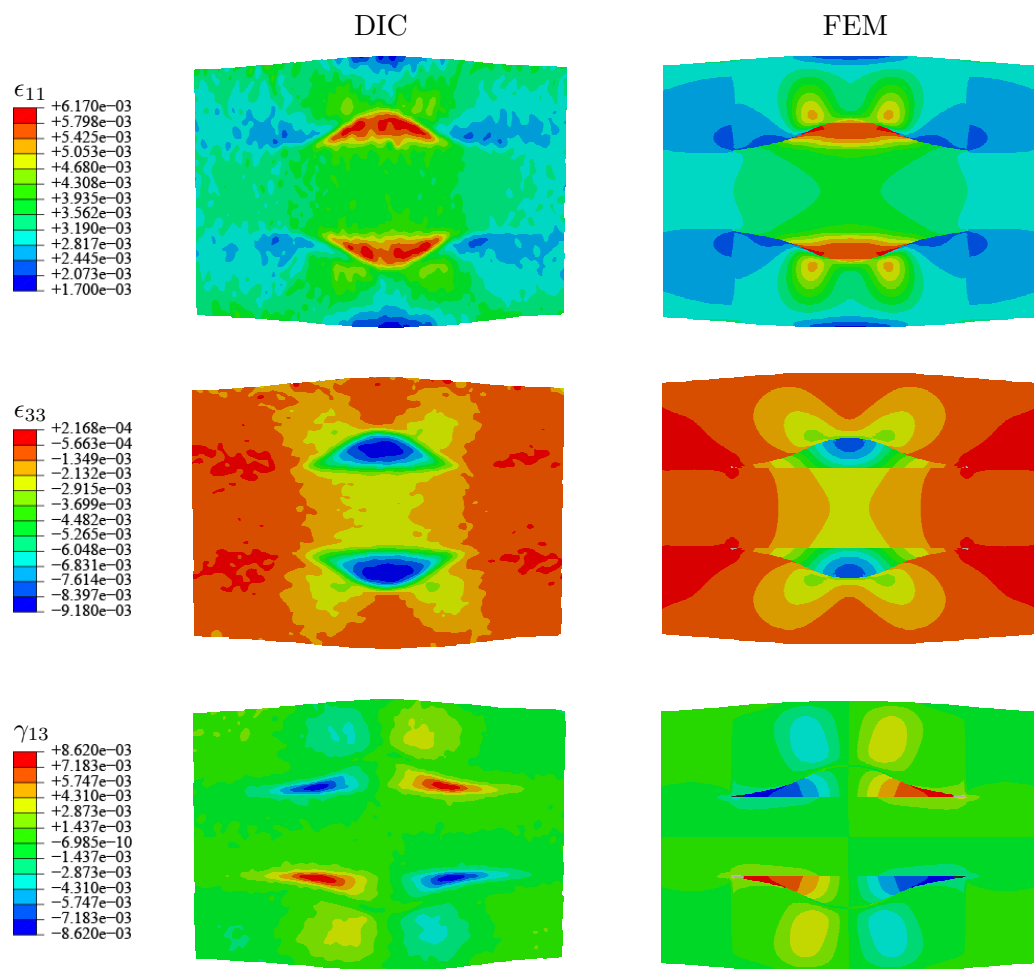 DIC FEM
ϵ11
+6.170e−03
+5.798e−03
+5.425e−03
+5.053e−03
+4.680e−03
+4.308e−03
+3.935e−03
+3.562e−03
+3.190e−03
+2.817e−03
+2.445e−03
+2.073e−03
+1.700e−03
ϵ33
+2.168e−04
−5.663e−04
−1.349e−03
−2.132e−03
−2.915e−03
−3.699e−03
−4.482e−03
−5.265e−03
−6.048e−03
−6.831e−03
−7.614e−03
−8.397e−03
−9.180e−03
γ13
+8.620e−03
+7.183e−03
+5.747e−03
+4.310e−03
+2.873e−03
+1.437e−03
−6.985e−10
−1.437e−03
−2.873e−03
−4.310e−03
−5.747e−03
−7.183e−03
−8.620e−03